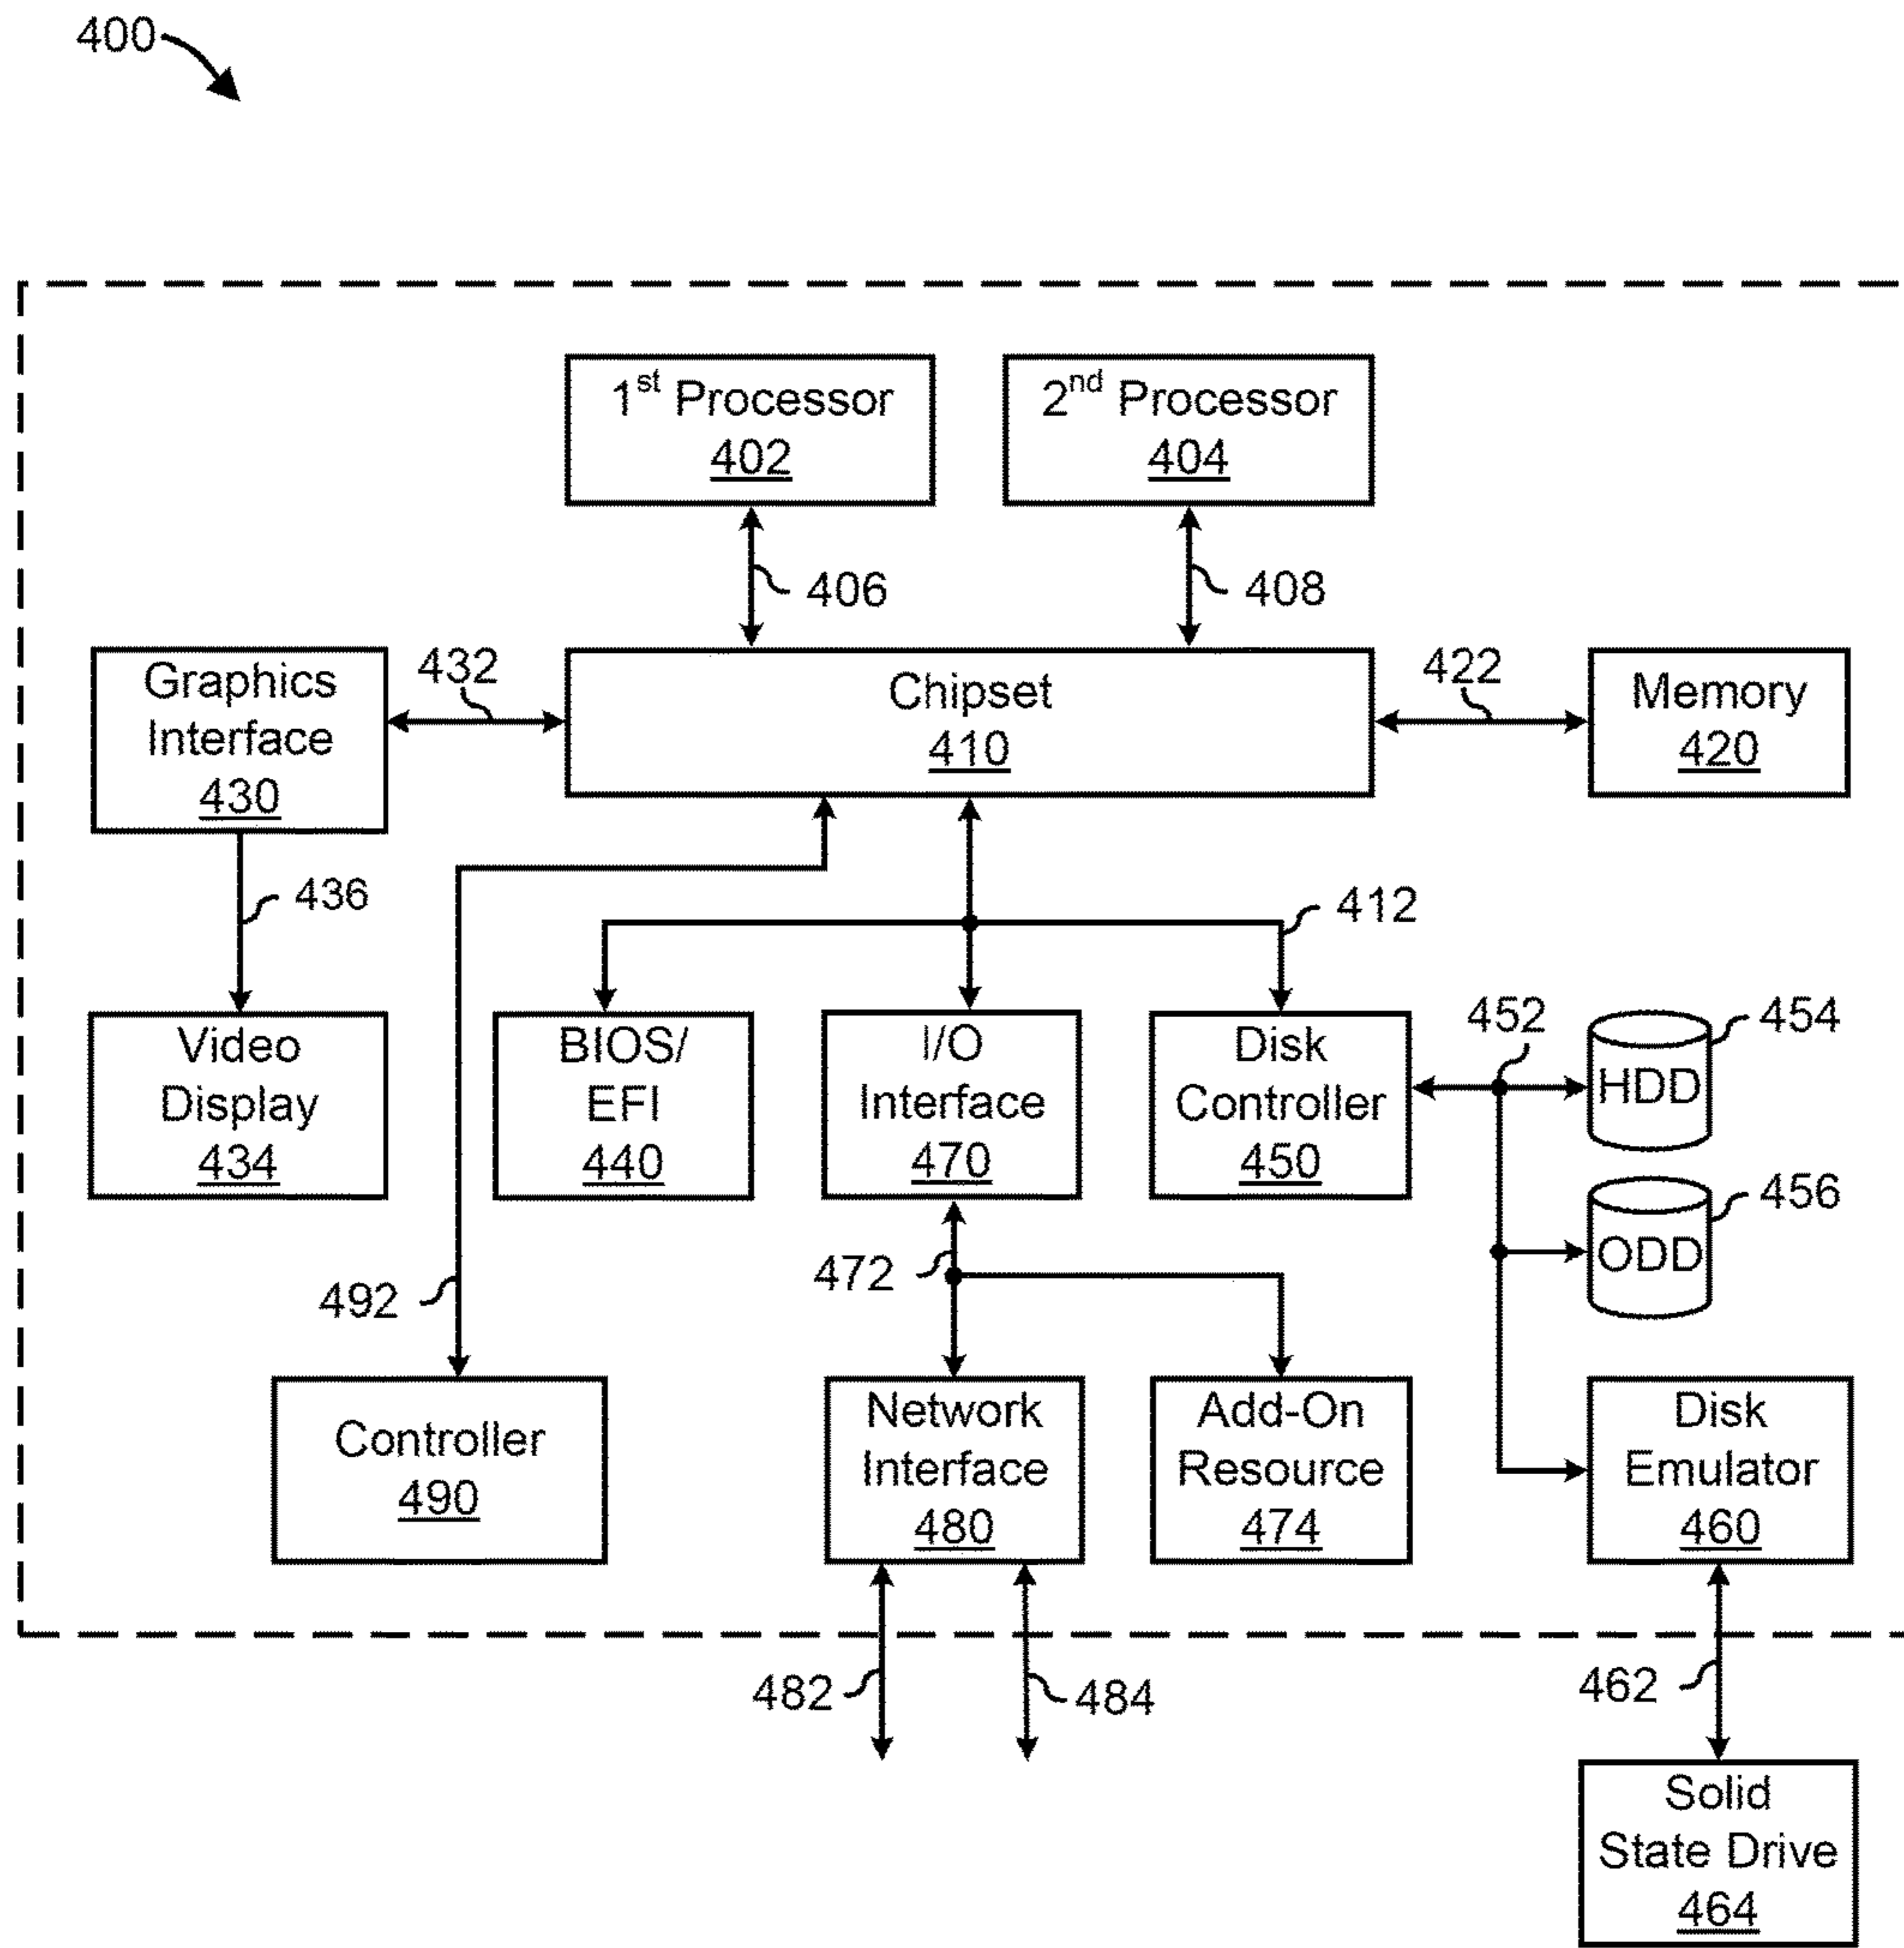 400
1st Processor
402
2nd Processor
404
406
408
Graphics
Interface
430
432
Chipset
410
422
Memory
420
436
412
Video
Display
434
BIOS/
EFI
440
I/O
Interface
470
Disk
Controller
450
452
454
HDD
456
ODD
472
492
Controller
490
Network
Interface
480
Add-On
Resource
474
Disk
Emulator
460
482
484
462
Solid
State Drive
464